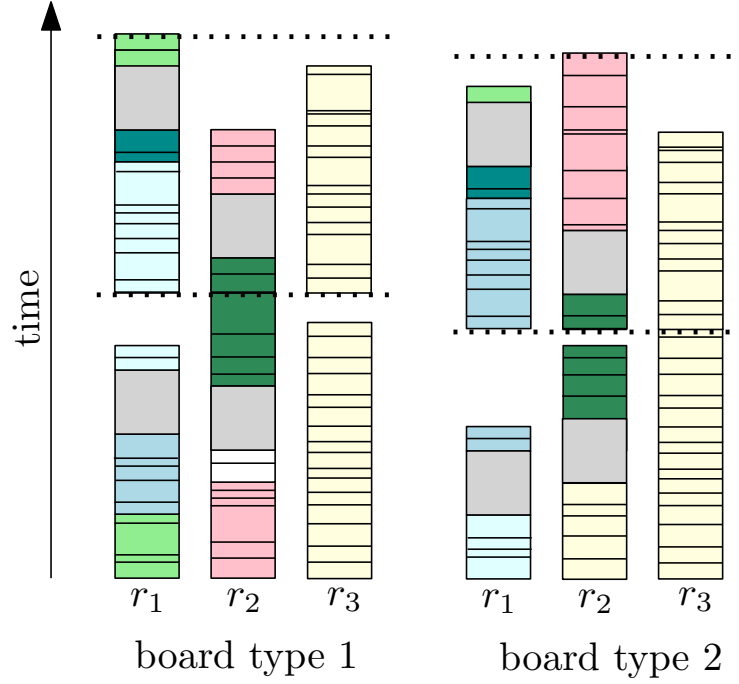 time
r₁ r₂ r₃ r₁ r₂ r₃
board type 1 board type 2